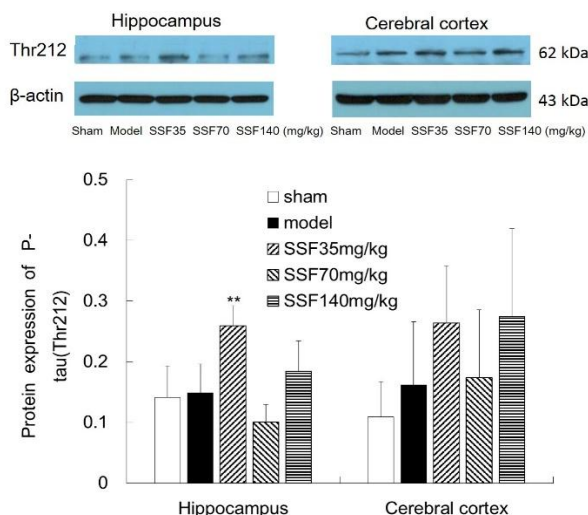 Hippocampus Cerebral cortex
Thr212 62 kDa
β-actin 43 kDa
Sham Model SSF35 SSF70 SSF140 (mg/kg) Sham Model SSF35 SSF70 SSF140 (mg/kg)
Protein expression of P-
tau(Thr212)
0.5
0.4
0.3
0.2
0.1
0
sham
model
SSF35mg/kg
SSF70mg/kg
SSF140mg/kg
**
Hippocampus Cerebral cortex